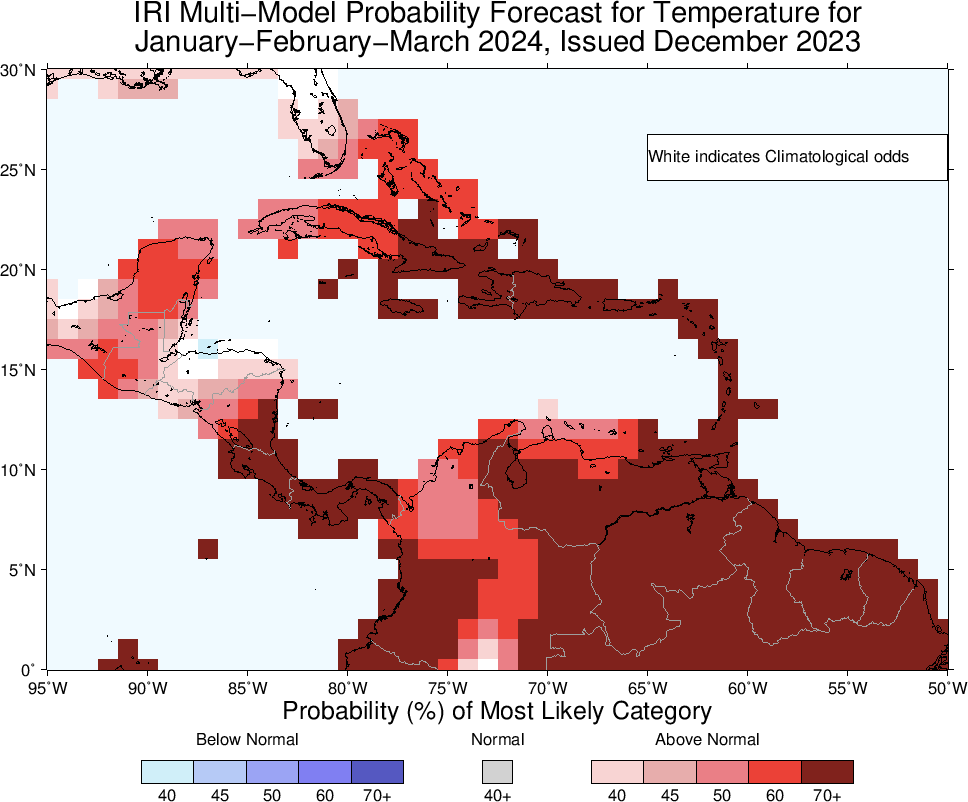 IRI Multi−Model Probability Forecast for Temperature for
January−February−March 2024, Issued December 2023
30˚N
White indicates Climatological odds
25˚N
20˚N
15˚N
10˚N
5˚N
0˚
95˚W 90˚W 85˚W 80˚W 75˚W 70˚W 65˚W 60˚W 55˚W 50˚W
Probability (%) of Most Likely Category
Below Normal Normal Above Normal
40 45 50 60 70+ 40+ 40 45 50 60 70+